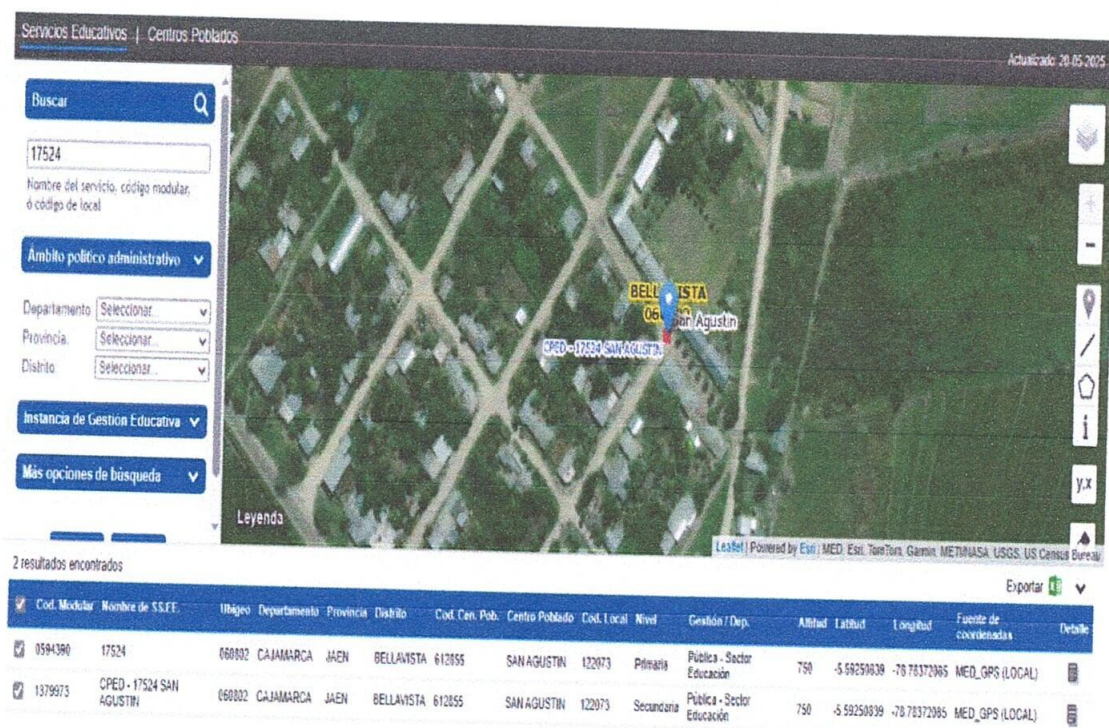 Servicios Educativos | Centros Poblados
Actualizado: 20-05-2025
Buscar
17524
Nombre del servicio, código modular,
ó código de local
Ámbito político administrativo
Departamento Seleccionar...
Provincia: Seleccionar...
Distrito: Seleccionar...
Instancia de Gestión Educativa
Más opciones de búsqueda
BELLAVISTA
San Agustin
CPED - 17524 SAN AGUSTIN
Leyenda
y,x
Leaflet | Powered by Esri | MED, Esri, TomTom, Garmin, METI/NASA, USGS, US Census Bureau
2 resultados encontrados
Exportar
Cod. Modular Nombre de SS.EE. Ubigeo Departamento Provincia Distrito Cod. Cen. Pob. Centro Poblado Cod. Local Nivel Gestión / Dep. Altitud Latitud Longitud Fuente de coordenadas Detalle
0594390 17524 060802 CAJAMARCA JAEN BELLAVISTA 612855 SAN AGUSTIN 122073 Primaria Pública - Sector Educación 750 -5.59250839 -78.78372085 MED_GPS (LOCAL)
1379973 CPED - 17524 SAN AGUSTIN 060802 CAJAMARCA JAEN BELLAVISTA 612855 SAN AGUSTIN 122073 Secundaria Pública - Sector Educación 750 -5.59250839 -78.78372085 MED_GPS (LOCAL)